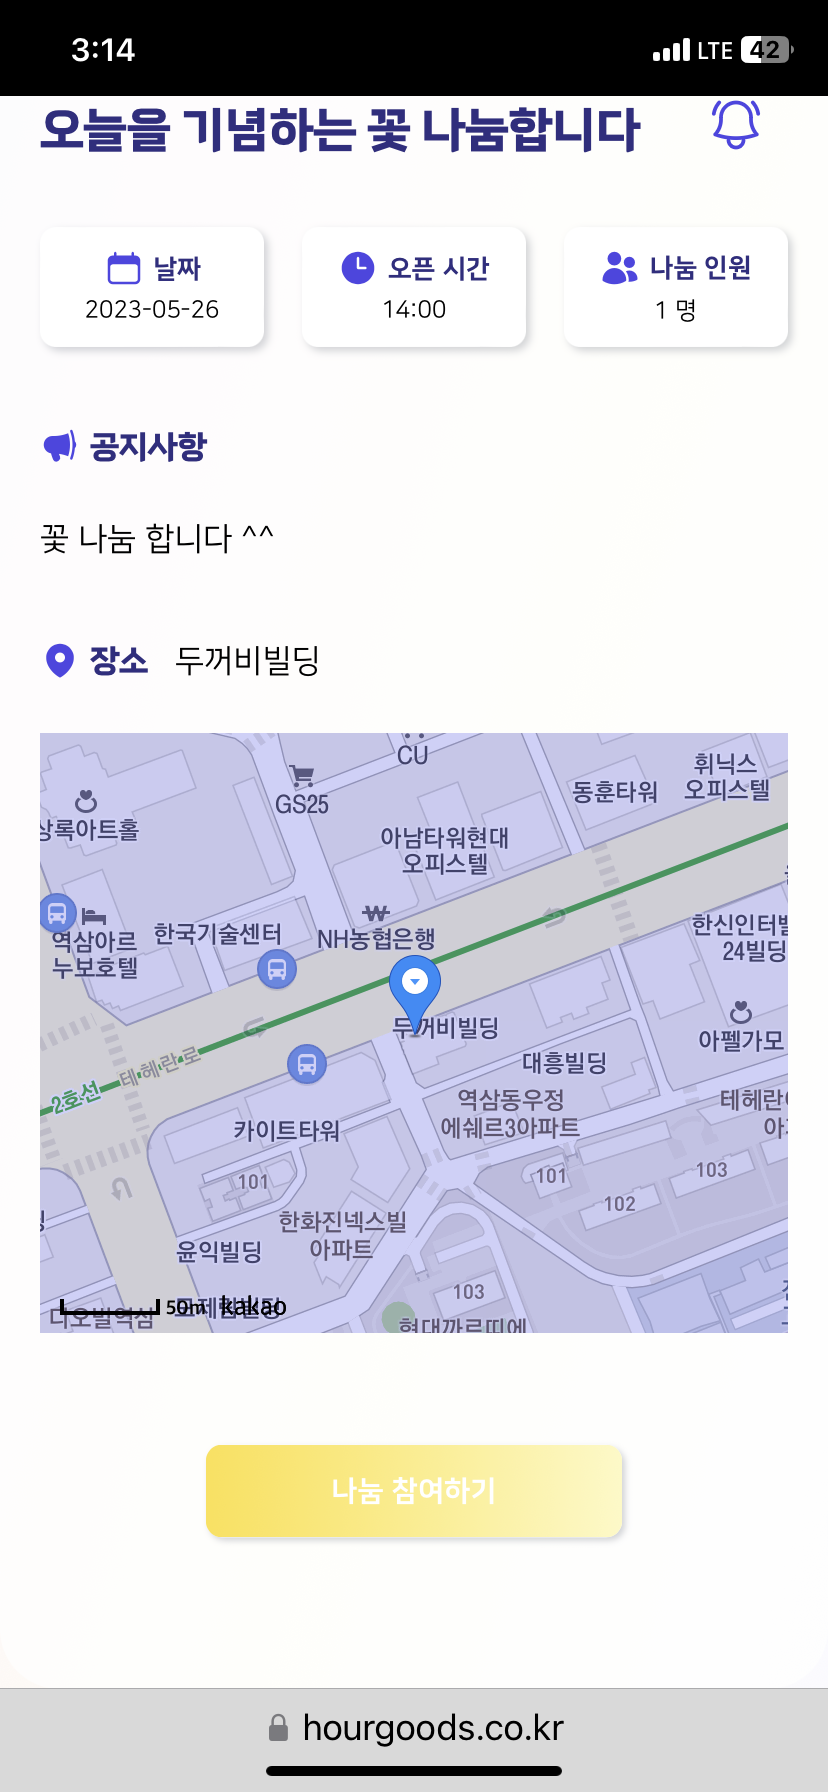 3:14
LTE 42
오늘을 기념하는 꽃 나눔합니다
날짜
2023-05-26
오픈 시간
14:00
나눔 인원
1 명
공지사항
꽃 나눔 합니다 ^^
장소 두꺼비빌딩
CU
GS25
동훈타워
휘닉스
오피스텔
상록아트홀
아남타워현대
오피스텔
역삼아르
누보호텔
한국기술센터
NH농협은행
한신인터밸
24빌딩
두꺼비빌딩
아펠가모
대흥빌딩
2호선
테헤란로
역삼동우정
에쉐르3아파트
테헤란
카이트타워
101
101
103
102
한화진넥스빌
아파트
윤익빌딩
103
50m
kakao
나눔 참여하기
hourgoods.co.kr